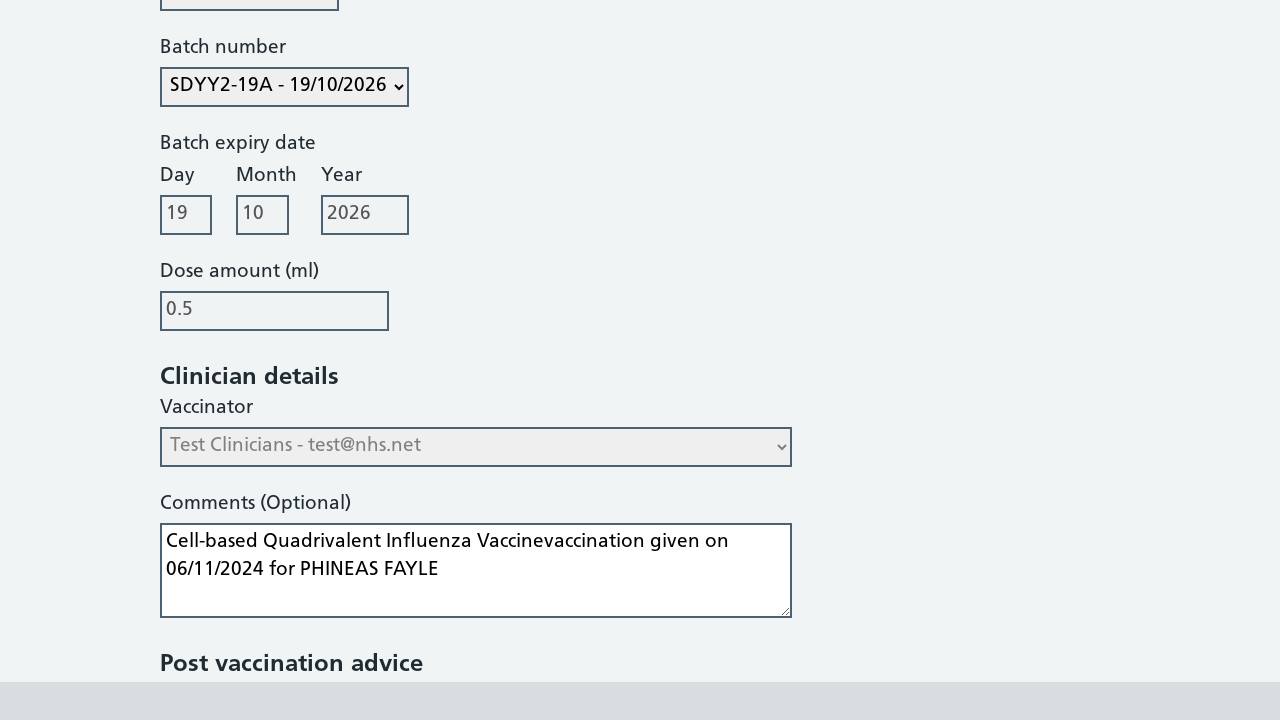 Batch number
SDYY2-19A - 19/10/2026
Batch expiry date
Day Month Year
19 10 2026
Dose amount (ml)
0.5
Clinician details
Vaccinator
Test Clinicians - test@nhs.net
Comments (Optional)
Cell-based Quadrivalent Influenza Vaccinevaccination given on
06/11/2024 for PHINEAS FAYLE
Post vaccination advice